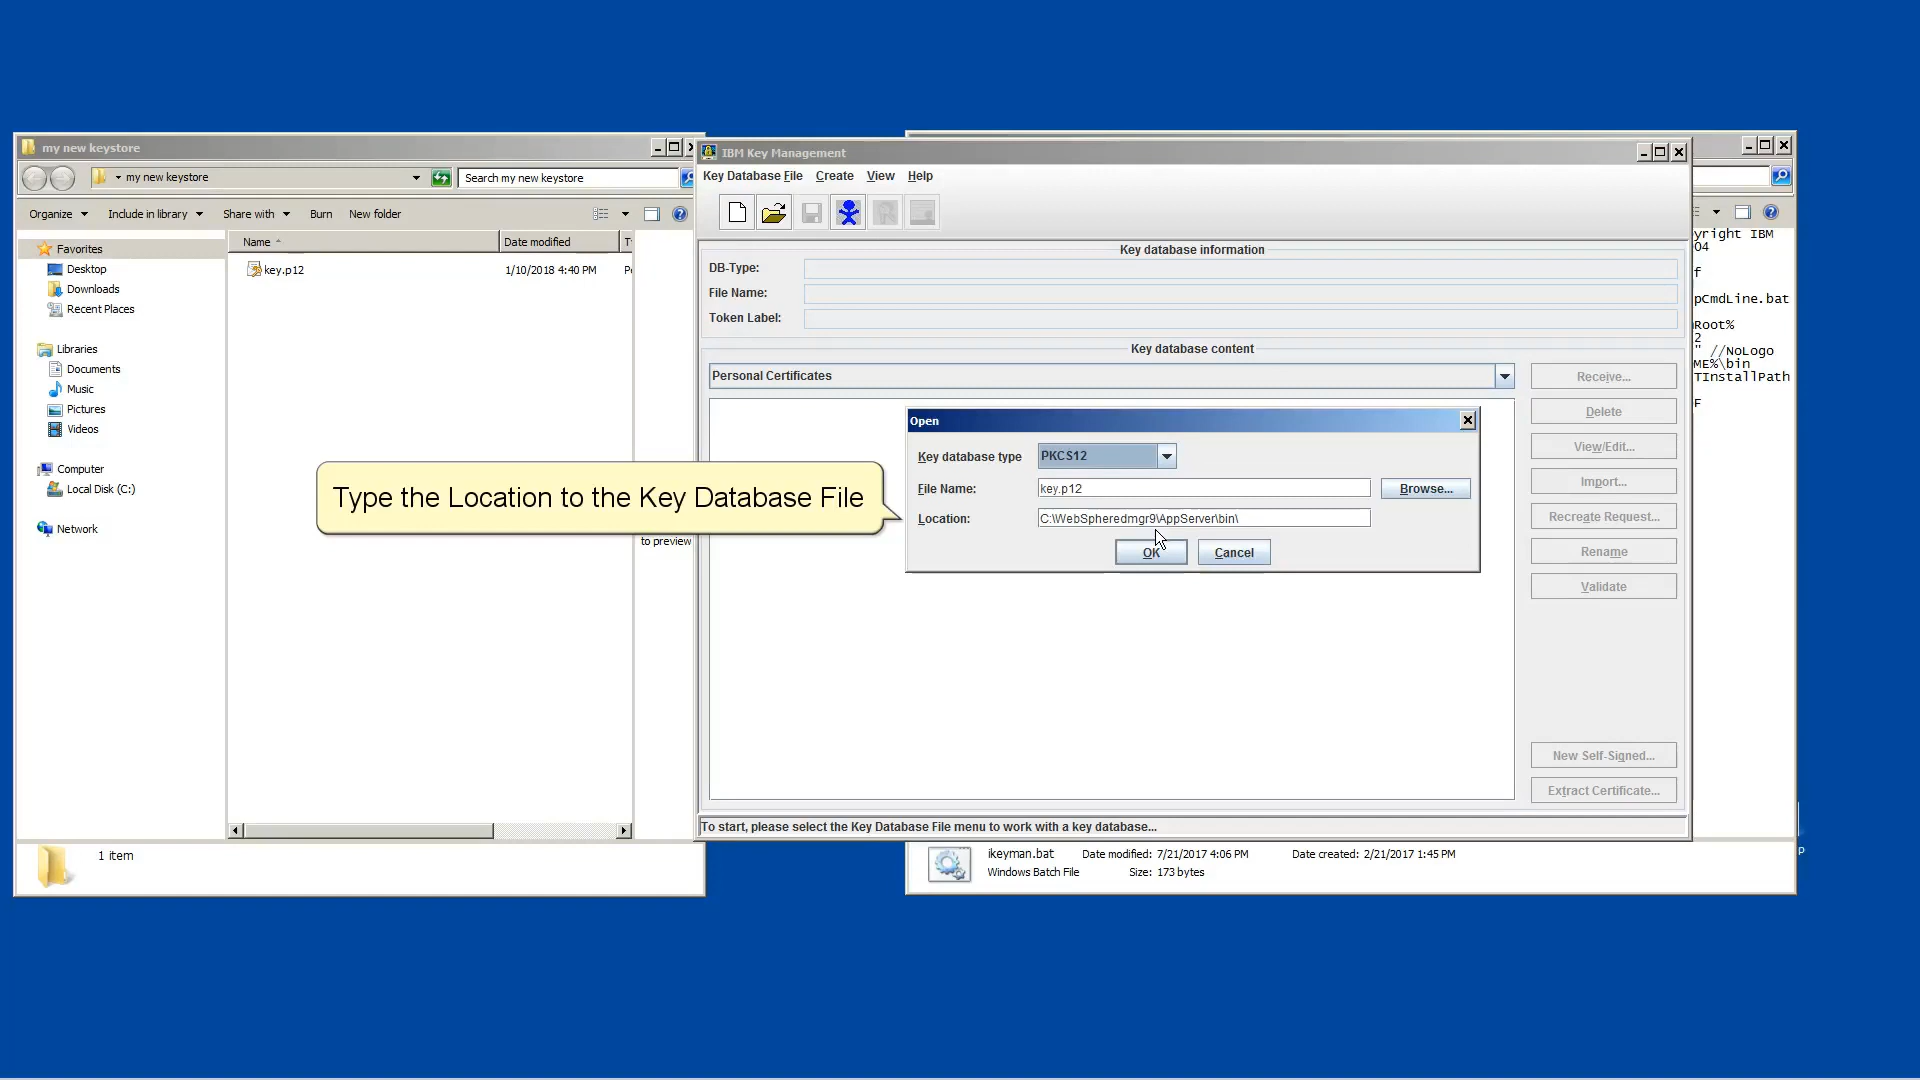 my new keystore
my new keystore
Search my new keystore
Organize
Include in library
Share with
Burn
New folder
Favorites
Desktop
Downloads
Recent Places
Libraries
Documents
Music
Pictures
Videos
Computer
Local Disk (C:)
Network
Name
Date modified
key.p12
1/10/2018 4:40 PM
to preview
1 item
Type the Location to the Key Database File
IBM Key Management
Key Database File
Create
View
Help
Key database information
DB-Type:
File Name:
Token Label:
Key database content
Personal Certificates
Receive...
Delete
View/Edit...
Import...
Recreate Request...
Rename
Validate
New Self-Signed...
Extract Certificate...
Open
Key database type
PKCS12
File Name:
key.p12
Browse...
Location:
C:\WebSpheredmgr9\AppServer\bin\
OK
Cancel
To start, please select the Key Database File menu to work with a key database...
yright IBM
04
f
pCmdLine.bat
Root%
2
" //NoLogo
ME%\bin
TInstallPath
F
ikeyman.bat
Date modified: 7/21/2017 4:06 PM
Date created: 2/21/2017 1:45 PM
Windows Batch File
Size: 173 bytes
p